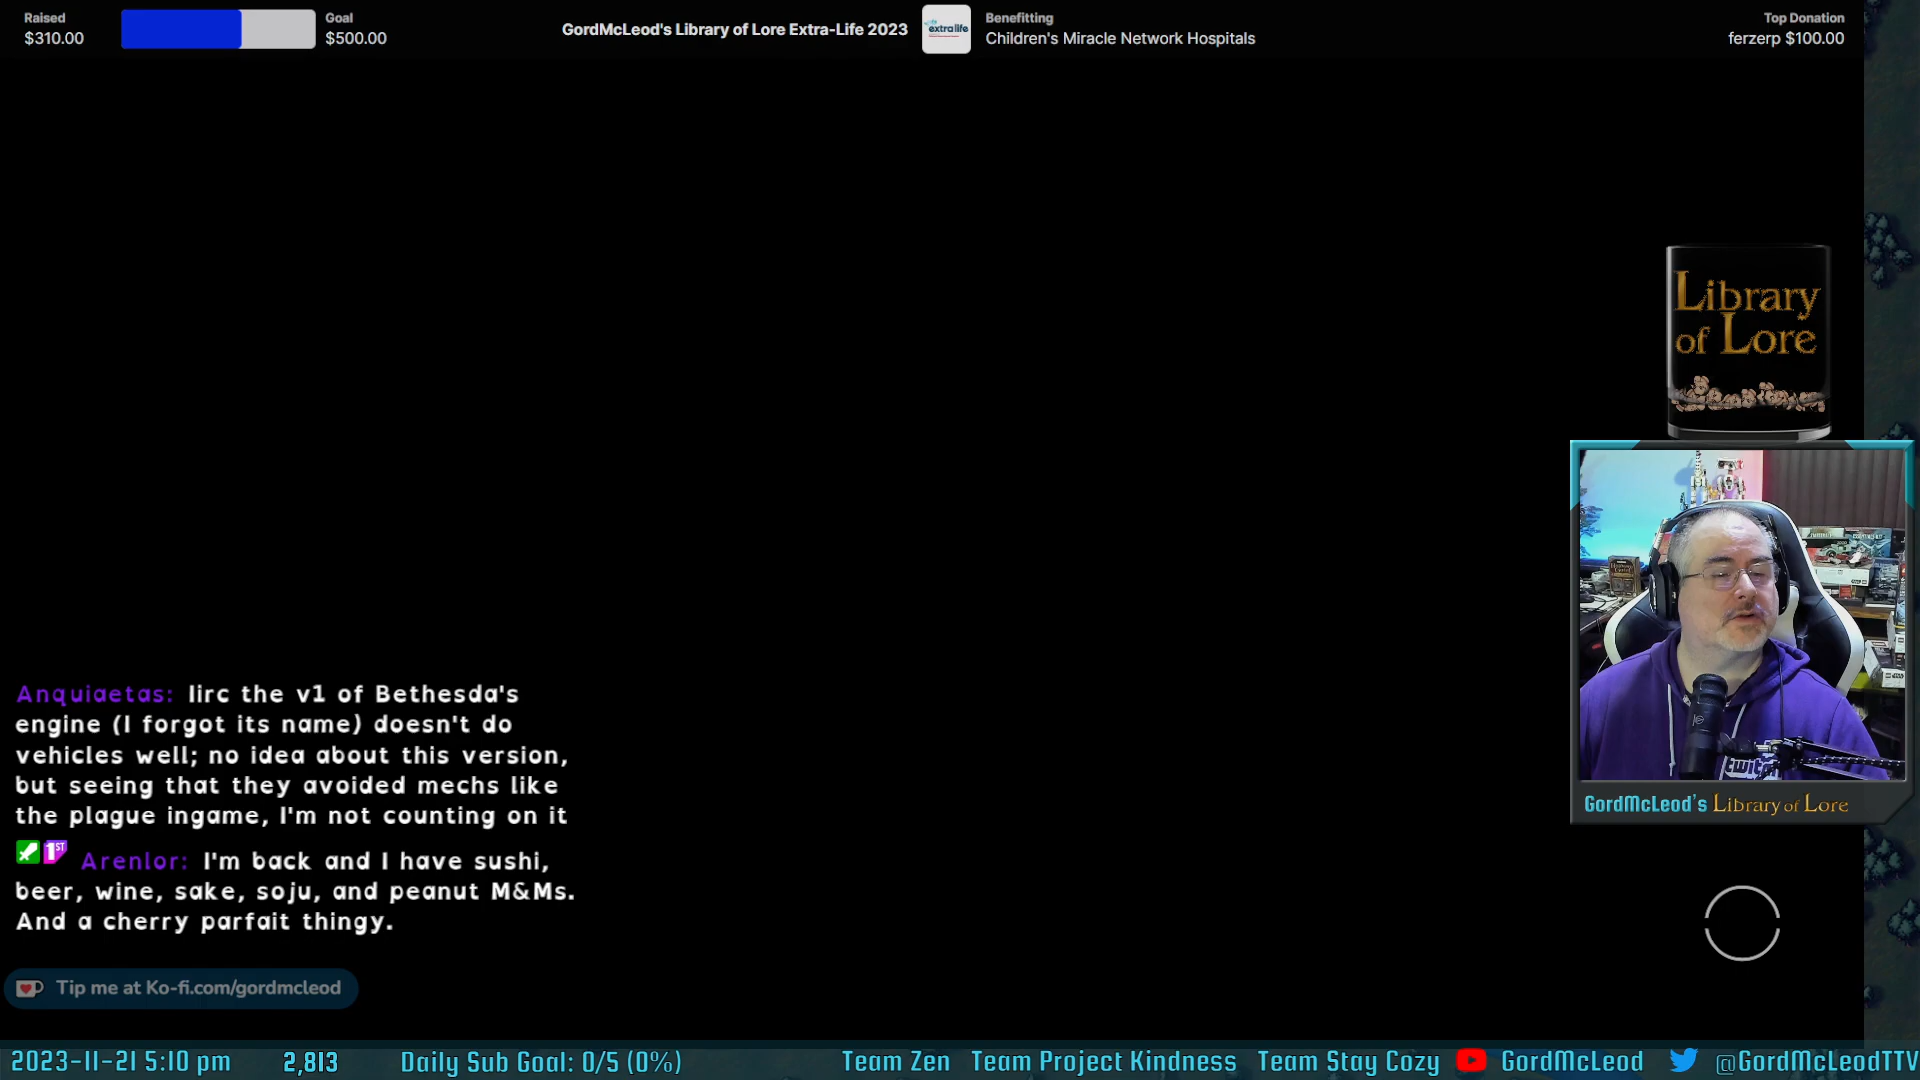 Raised
$310.00
Goal
$500.00
GordMcLeod's Library of Lore Extra-Life 2023
extralife
Benefitting
Children's Miracle Network Hospitals
Top Donation
ferzerp $100.00
Library
of Lore
Anquiaetas: Iirc the v1 of Bethesda's
engine (I forgot its name) doesn't do
vehicles well; no idea about this version,
but seeing that they avoided mechs like
the plague ingame, I'm not counting on it
1ST Arenlor: I'm back and I have sushi,
beer, wine, sake, soju, and peanut M&Ms.
And a cherry parfait thingy.
twitch
GordMcLeod's Library of Lore
Tip me at Ko-fi.com/gordmcleod
2023-11-21 5:10 pm 2,813 Daily Sub Goal: 0/5 (0%) Team Zen Team Project Kindness Team Stay Cozy GordMcLeod @GordMcLeodTTV